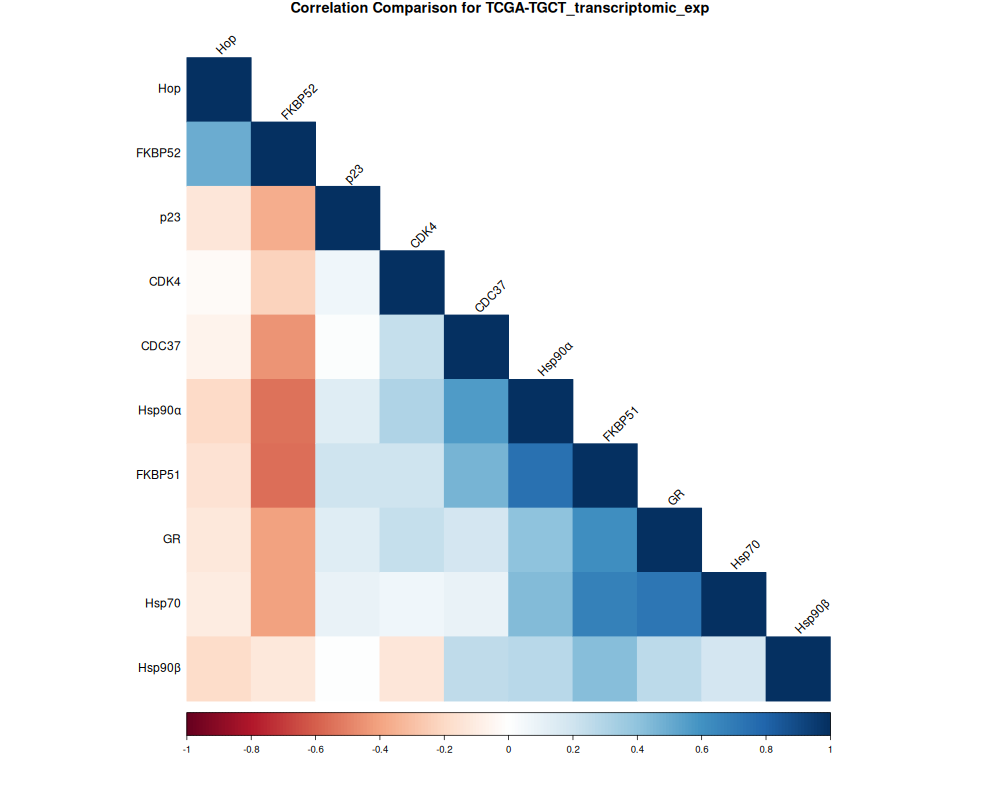 Correlation Comparison for TCGA-TGCT_transcriptomic_exp
Hop
Hop
FKBP52
FKBP52
p23
p23
CDK4
CDK4
CDC37
CDC37
Hsp90α
Hsp90α
FKBP51
FKBP51
GR
GR
Hsp70
Hsp70
Hsp90β
Hsp90β
-1 -0.8 -0.6 -0.4 -0.2 0 0.2 0.4 0.6 0.8 1